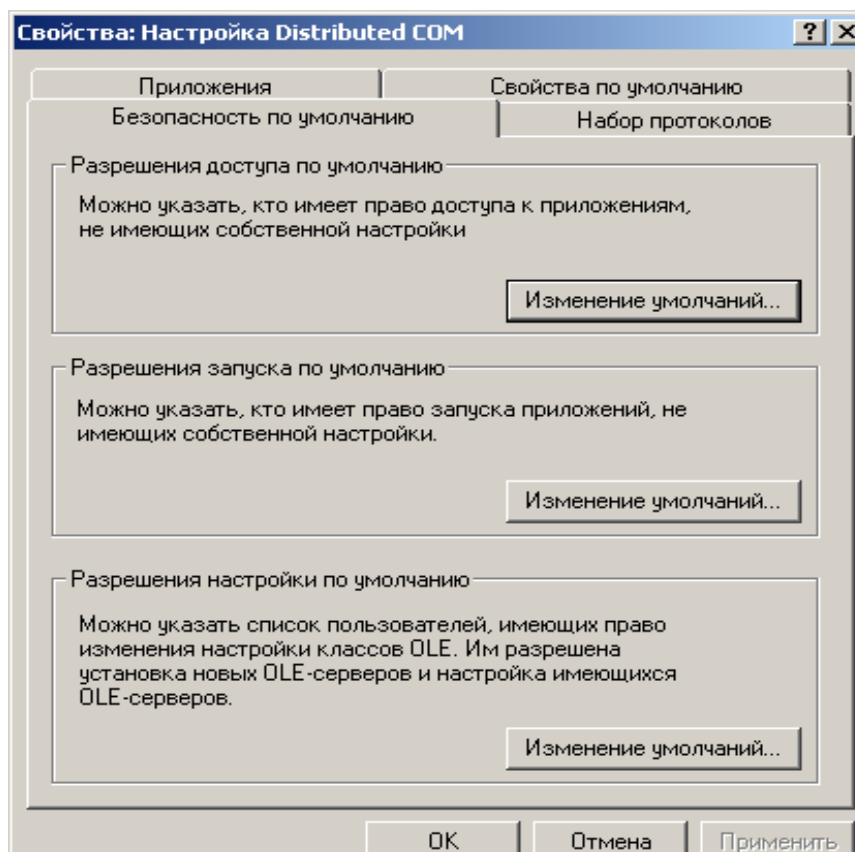 Свойства: Настройка Distributed COM
Приложения
Свойства по умолчанию
Безопасность по умолчанию
Набор протоколов
Разрешения доступа по умолчанию
Можно указать, кто имеет право доступа к приложениям,
не имеющих собственной настройки
Изменение умолчаний...
Разрешения запуска по умолчанию
Можно указать, кто имеет право запуска приложений, не
имеющих собственной настройки.
Изменение умолчаний...
Разрешения настройки по умолчанию
Можно указать список пользователей, имеющих право
изменения настройки классов OLE. Им разрешена
установка новых OLE-серверов и настройка имеющихся
OLE-серверов.
Изменение умолчаний...
OK
Отмена
Применить